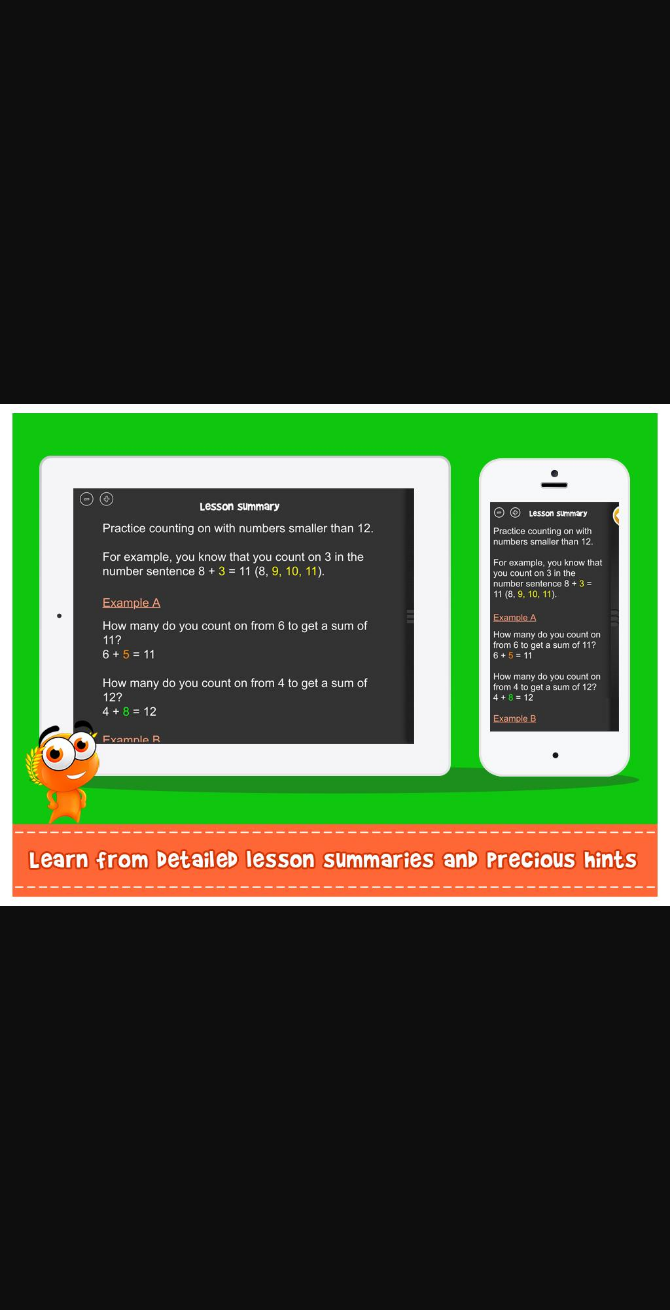 Lesson summary
Practice counting on with numbers smaller than 12.
For example, you know that you count on 3 in the
number sentence 8 + 3 = 11 (8, 9, 10, 11).
Example A
How many do you count on from 6 to get a sum of
11?
6 + 5 = 11
How many do you count on from 4 to get a sum of
12?
4 + 8 = 12
Example B
Lesson summary
Practice counting on with
numbers smaller than 12.
For example, you know that
you count on 3 in the
number sentence 8 + 3 =
11 (8, 9, 10, 11).
Example A
How many do you count on
from 6 to get a sum of 11?
6 + 5 = 11
How many do you count on
from 4 to get a sum of 12?
4 + 8 = 12
Example B
Learn from Detailed lesson summaries and Precious hints